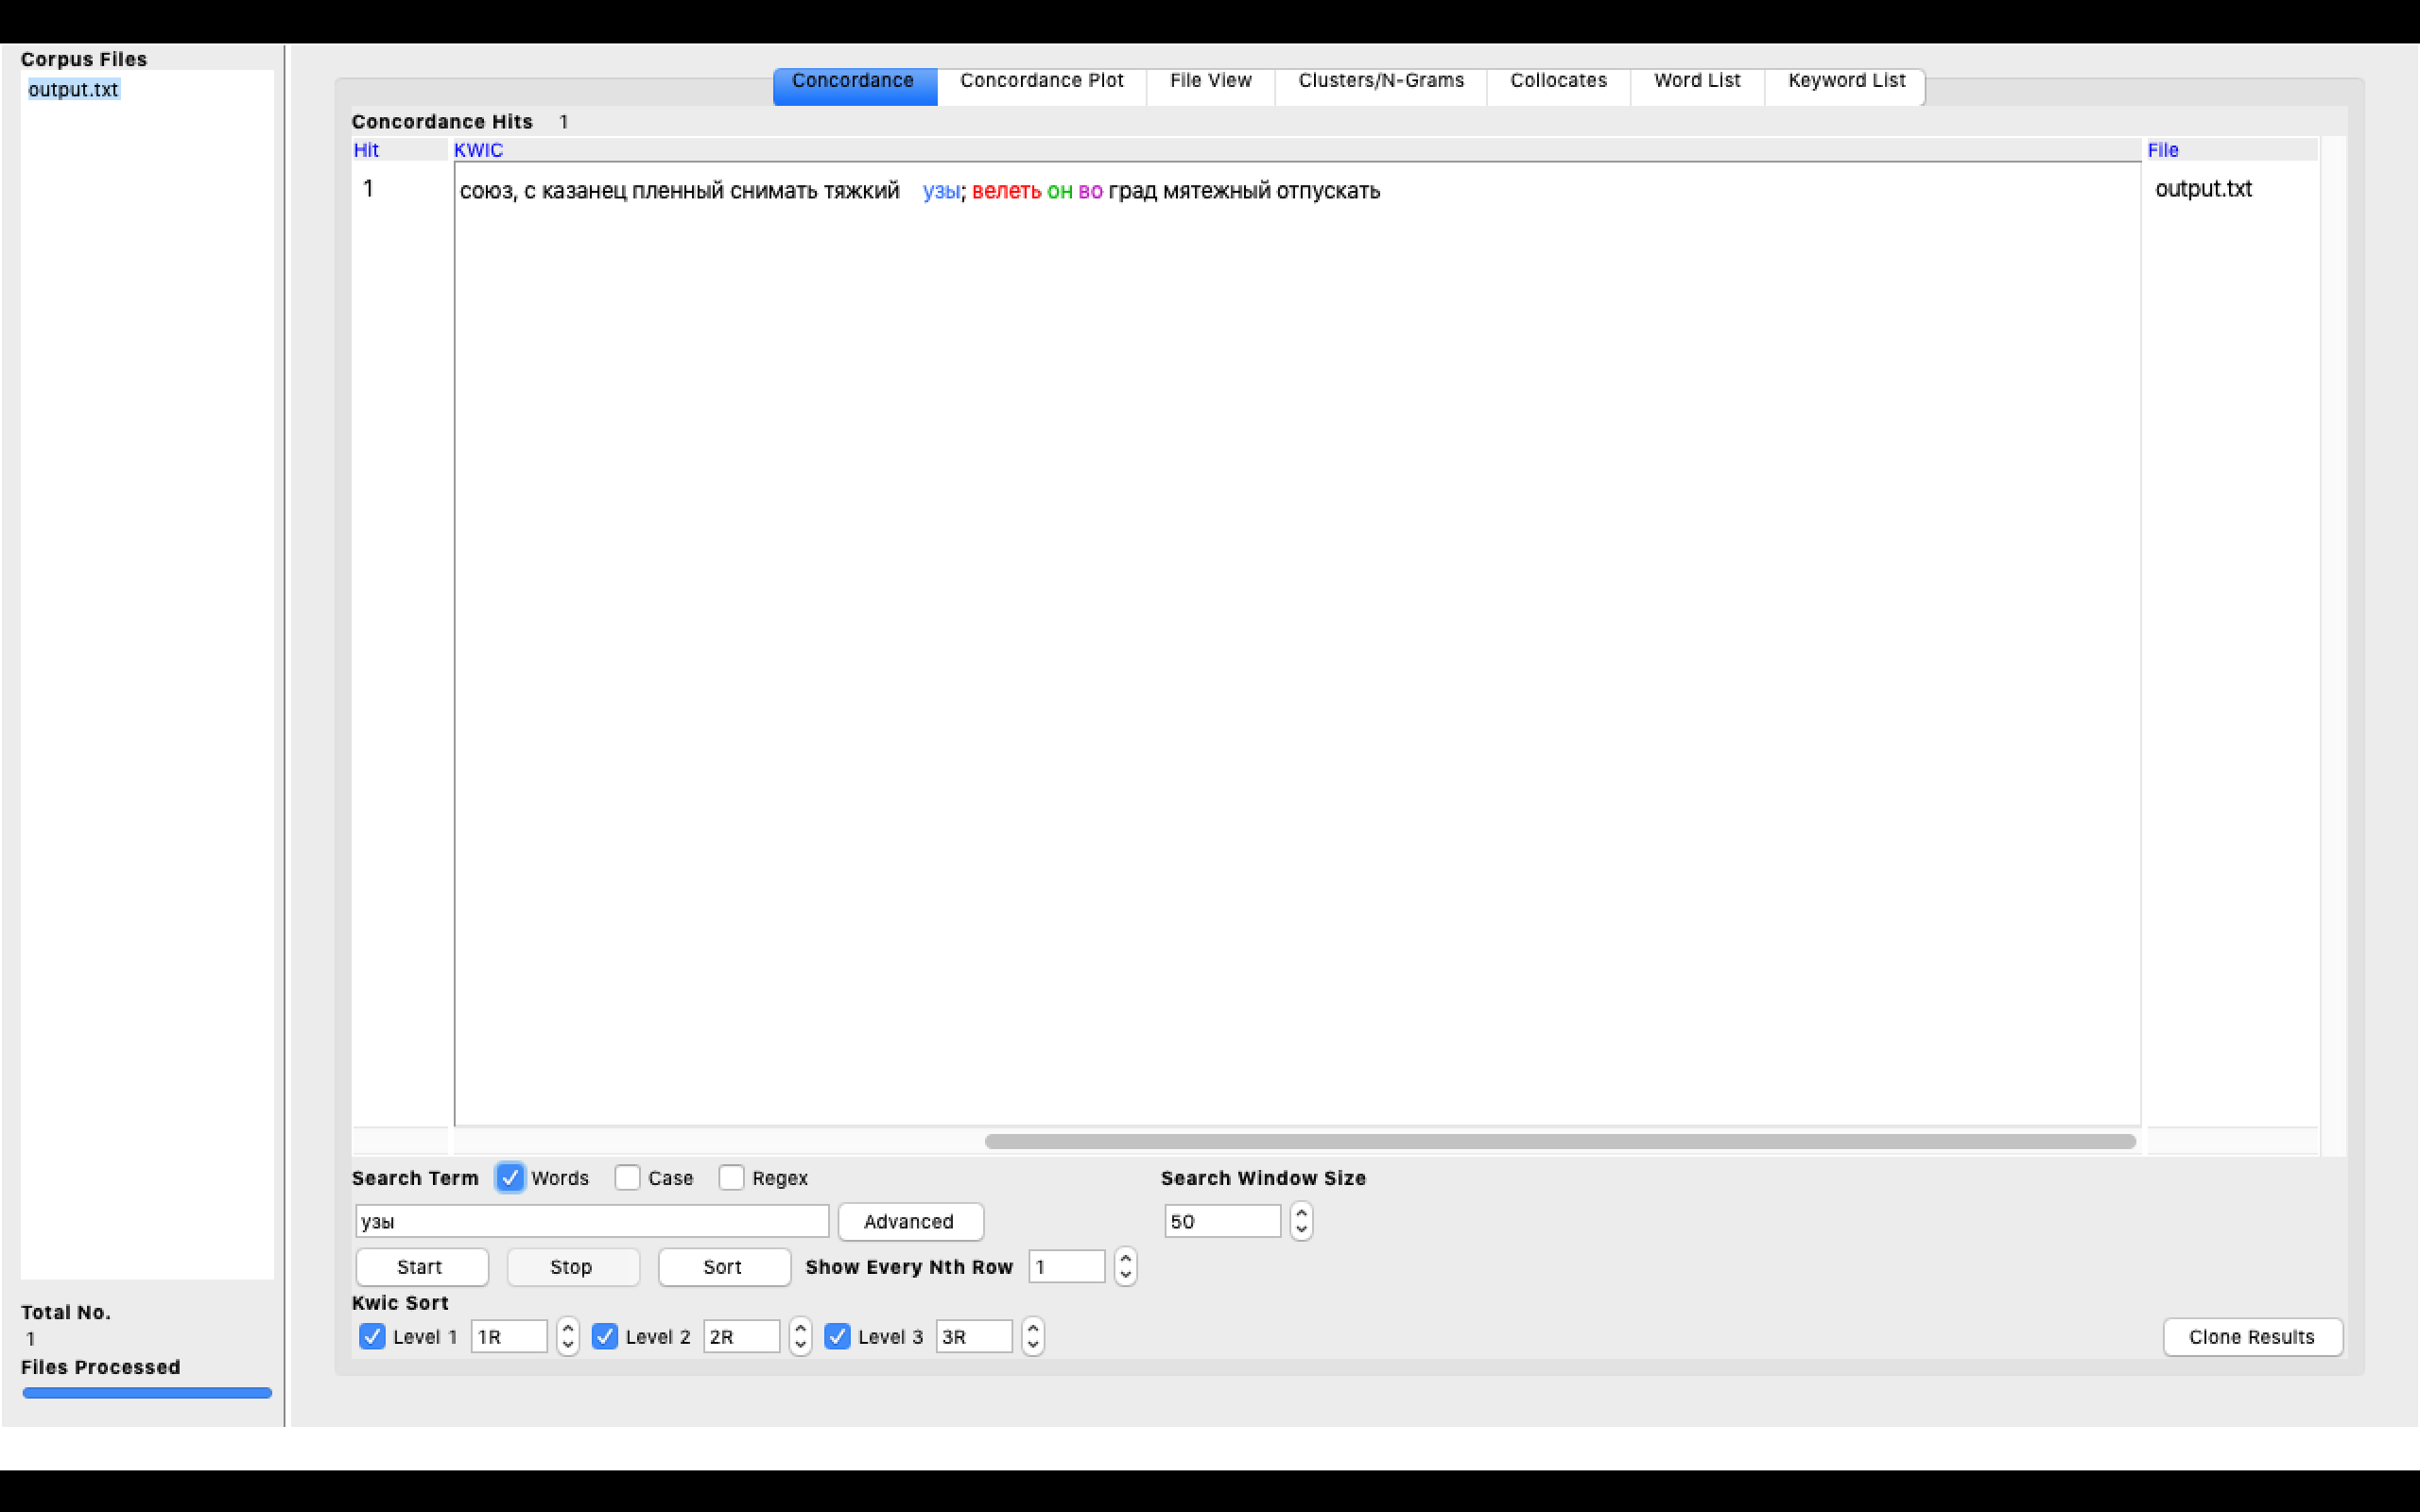 Corpus Files
output.txt
Concordance Concordance Plot File View Clusters/N-Grams Collocates Word List Keyword List
Concordance Hits 1
Hit KWIC File
1 союз, с казанец пленный снимать тяжкий узы; велеть он во град мятежный отпускать output.txt
Search Term Words Case Regex Search Window Size
узы Advanced 50
Start Stop Sort Show Every Nth Row 1
Kwic Sort
Level 1 1R Level 2 2R Level 3 3R Clone Results
Total No.
1
Files Processed